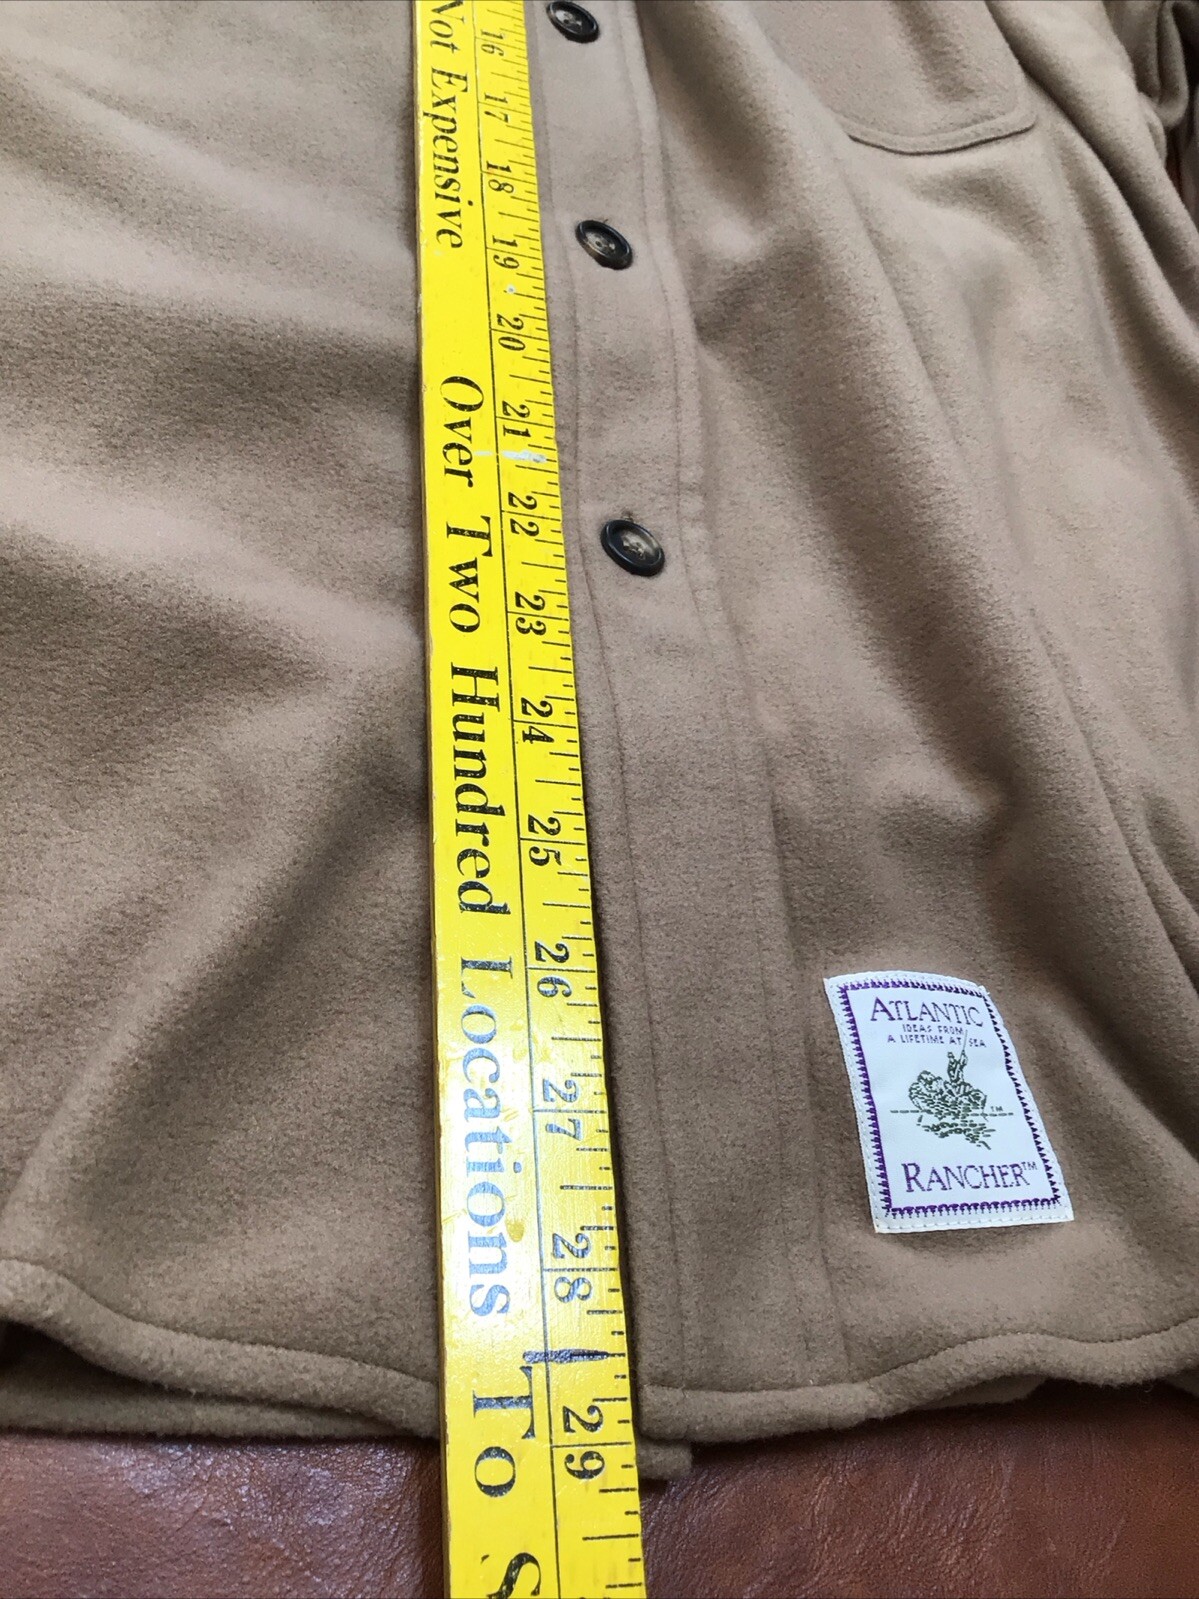 Not Expensive Over Two Hundred Locations To S
16 17 18 19 20 21 22 23 24 25 26 27 28 29
ATLANTIC
IDEAS FROM
A LIFETIME AT SEA
TM
RANCHER™